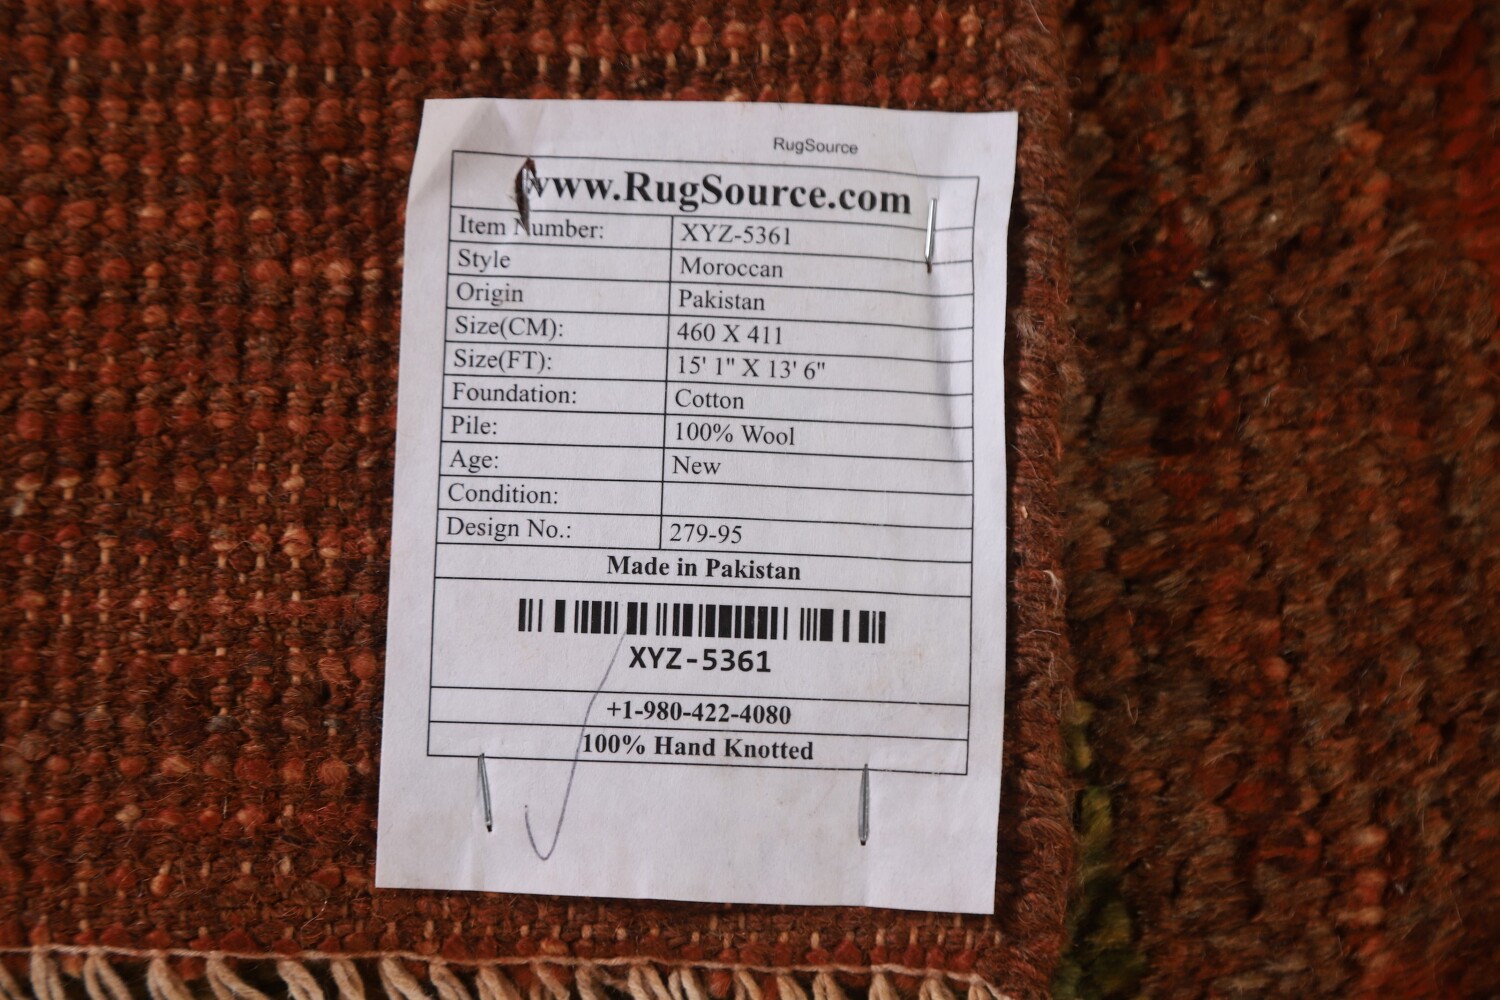 RugSource
www.RugSource.com
Item Number: XYZ-5361
Style Moroccan
Origin Pakistan
Size(CM): 460 X 411
Size(FT): 15' 1" X 13' 6"
Foundation: Cotton
Pile: 100% Wool
Age: New
Condition:
Design No.: 279-95
Made in Pakistan
XYZ-5361
+1-980-422-4080
100% Hand Knotted